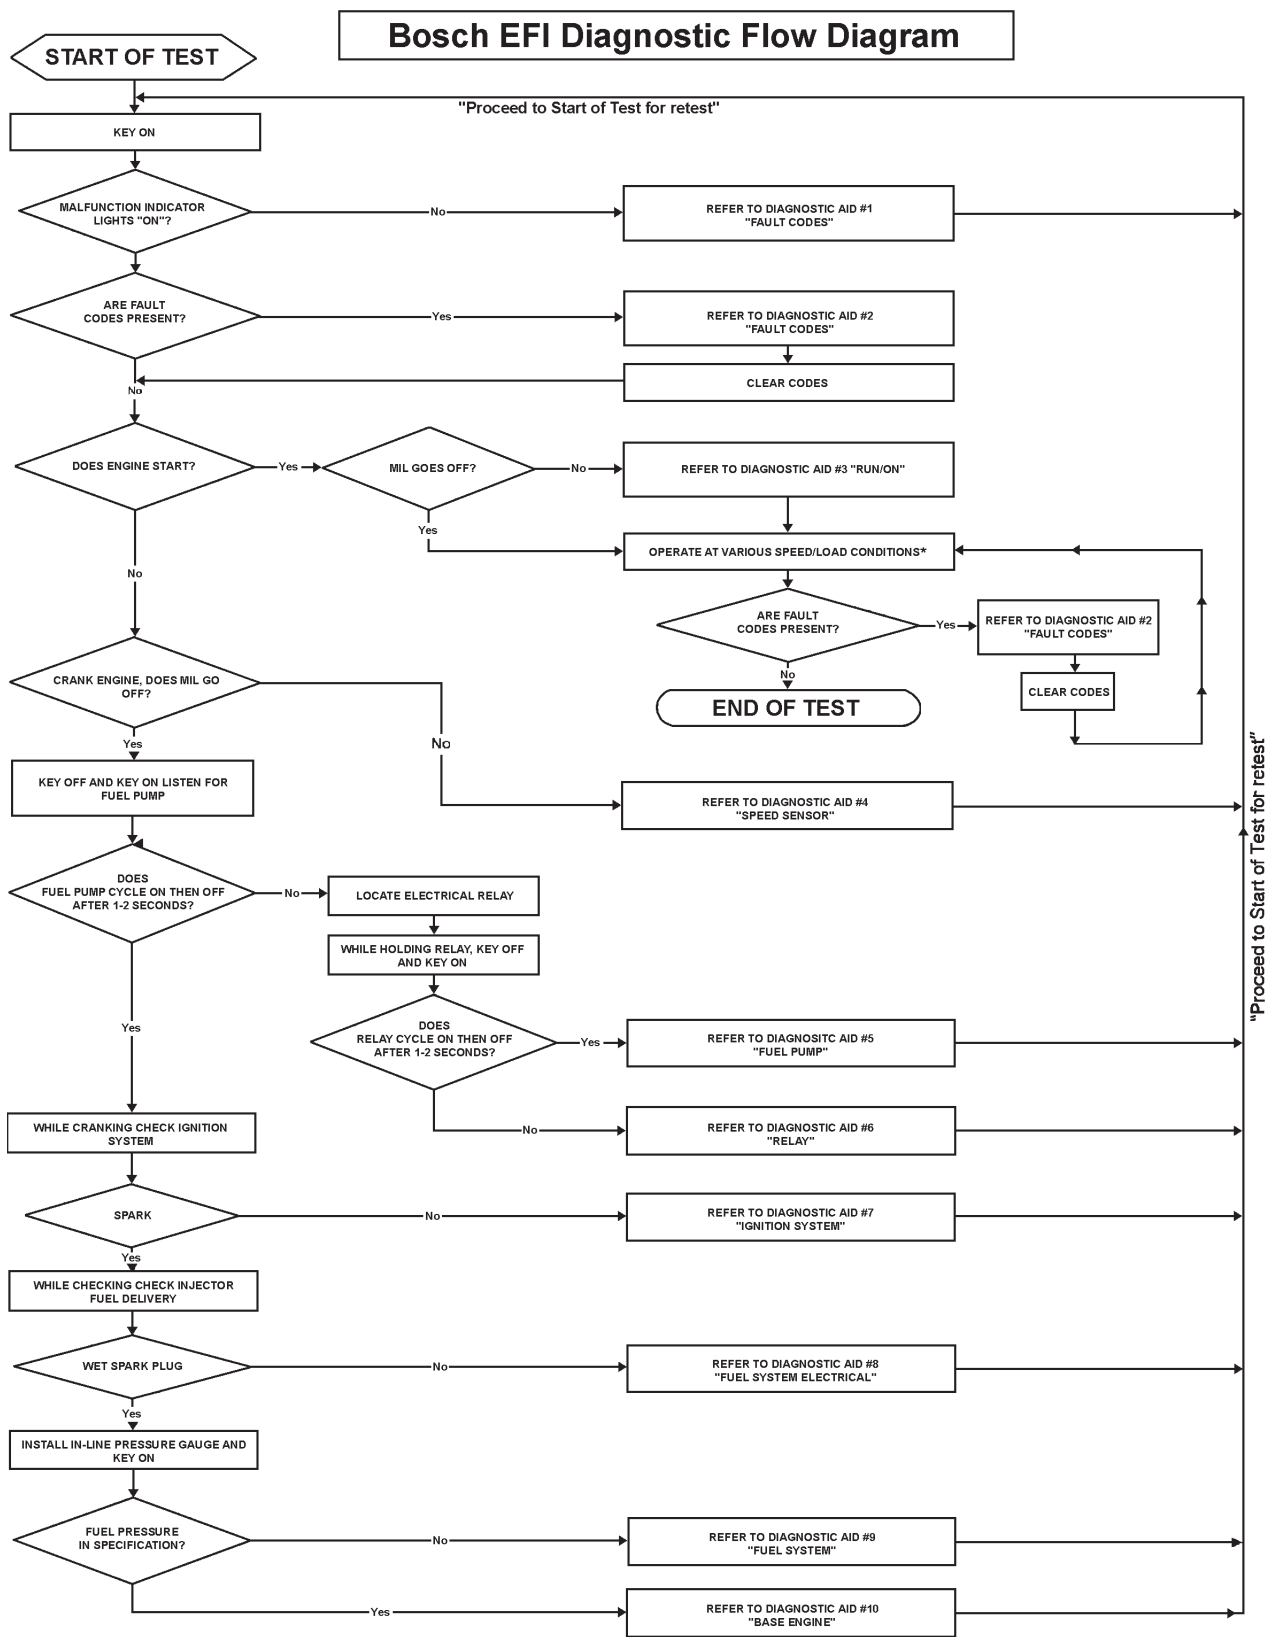 Bosch EFI Diagnostic Flow Diagram
START OF TEST
"Proceed to Start of Test for retest"
KEY ON
MALFUNCTION INDICATOR
LIGHTS "ON"?
No
REFER TO DIAGNOSTIC AID #1
"FAULT CODES"
ARE FAULT
CODES PRESENT?
Yes
REFER TO DIAGNOSTIC AID #2
"FAULT CODES"
CLEAR CODES
No
DOES ENGINE START?
Yes
MIL GOES OFF?
No
REFER TO DIAGNOSTIC AID #3 "RUN/ON"
Yes
OPERATE AT VARIOUS SPEED/LOAD CONDITIONS*
No
ARE FAULT
CODES PRESENT?
Yes
REFER TO DIAGNOSTIC AID #2
"FAULT CODES"
No
CLEAR CODES
END OF TEST
CRANK ENGINE, DOES MIL GO
OFF?
No
Yes
KEY OFF AND KEY ON LISTEN FOR
FUEL PUMP
REFER TO DIAGNOSTIC AID #4
"SPEED SENSOR"
"Proceed to Start of Test for retest"
DOES
FUEL PUMP CYCLE ON THEN OFF
AFTER 1-2 SECONDS?
No
LOCATE ELECTRICAL RELAY
WHILE HOLDING RELAY, KEY OFF
AND KEY ON
Yes
DOES
RELAY CYCLE ON THEN OFF
AFTER 1-2 SECONDS?
Yes
REFER TO DIAGNOSITC AID #5
"FUEL PUMP"
No
REFER TO DIAGNOSTIC AID #6
"RELAY"
WHILE CRANKING CHECK IGNITION
SYSTEM
SPARK
No
REFER TO DIAGNOSTIC AID #7
"IGNITION SYSTEM"
Yes
WHILE CHECKING CHECK INJECTOR
FUEL DELIVERY
WET SPARK PLUG
No
REFER TO DIAGNOSTIC AID #8
"FUEL SYSTEM ELECTRICAL"
Yes
INSTALL IN-LINE PRESSURE GAUGE AND
KEY ON
FUEL PRESSURE
IN SPECIFICATION?
No
REFER TO DIAGNOSTIC AID #9
"FUEL SYSTEM"
Yes
REFER TO DIAGNOSTIC AID #10
"BASE ENGINE"